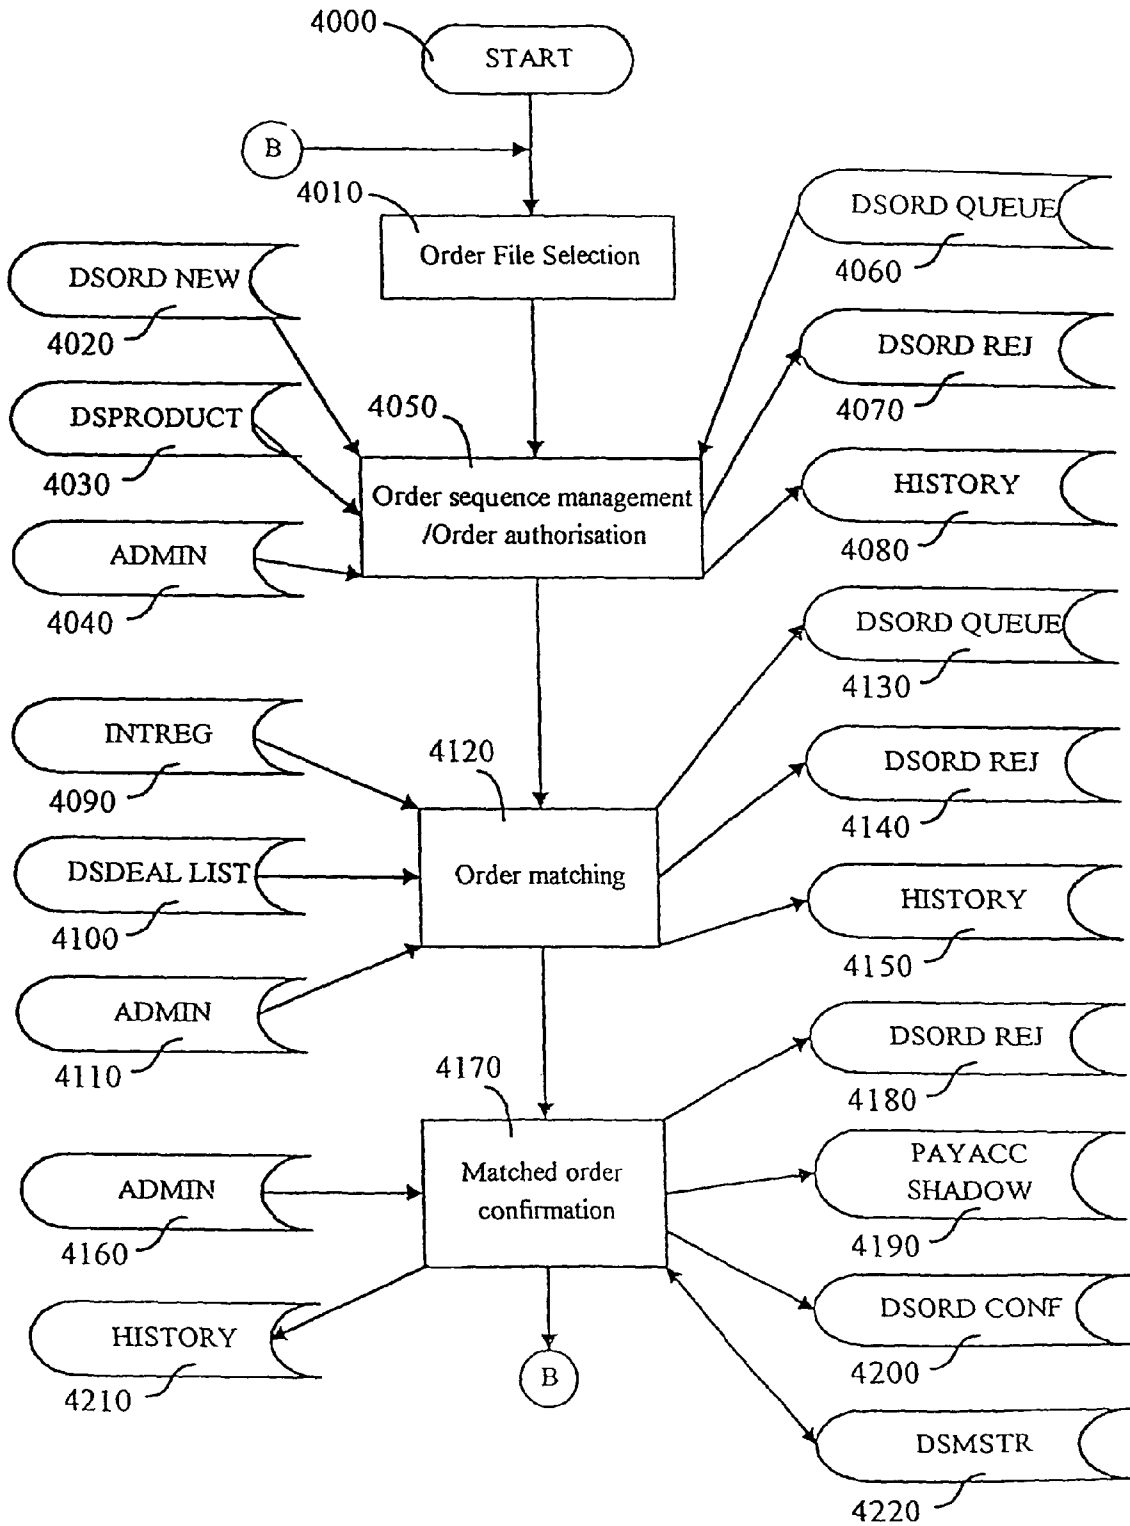 4000
START
B
4010
Order File Selection
DSORD QUEUE
4060
DSORD NEW
4020
DSORD REJ
4070
DSPRODUCT
4030
4050
Order sequence management
/Order authorisation
HISTORY
4080
ADMIN
4040
DSORD QUEUE
4130
INTREG
4090
4120
Order matching
DSORD REJ
4140
DSDEAL LIST
4100
HISTORY
4150
ADMIN
4110
DSORD REJ
4180
4170
Matched order
confirmation
PAYACC
SHADOW
4190
ADMIN
4160
DSORD CONF
4200
HISTORY
4210
B
DSMSTR
4220